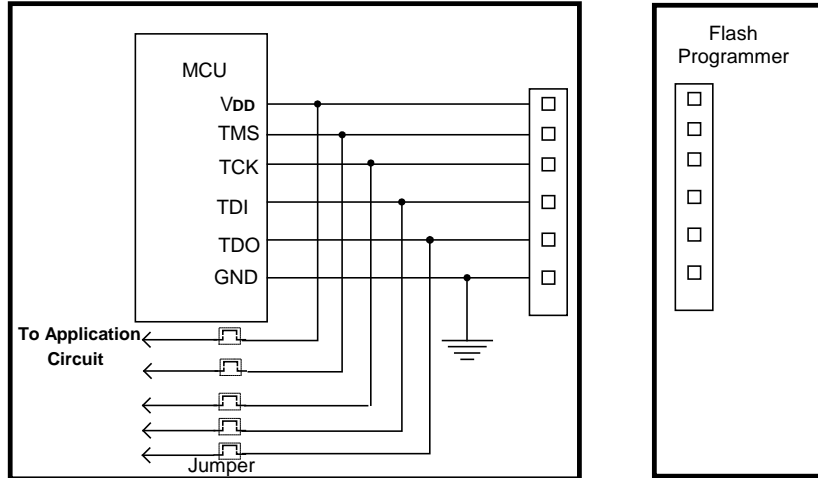 MCU
VDD
TMS
TCK
TDI
TDO
GND
To Application
Circuit
Jumper
Flash
Programmer